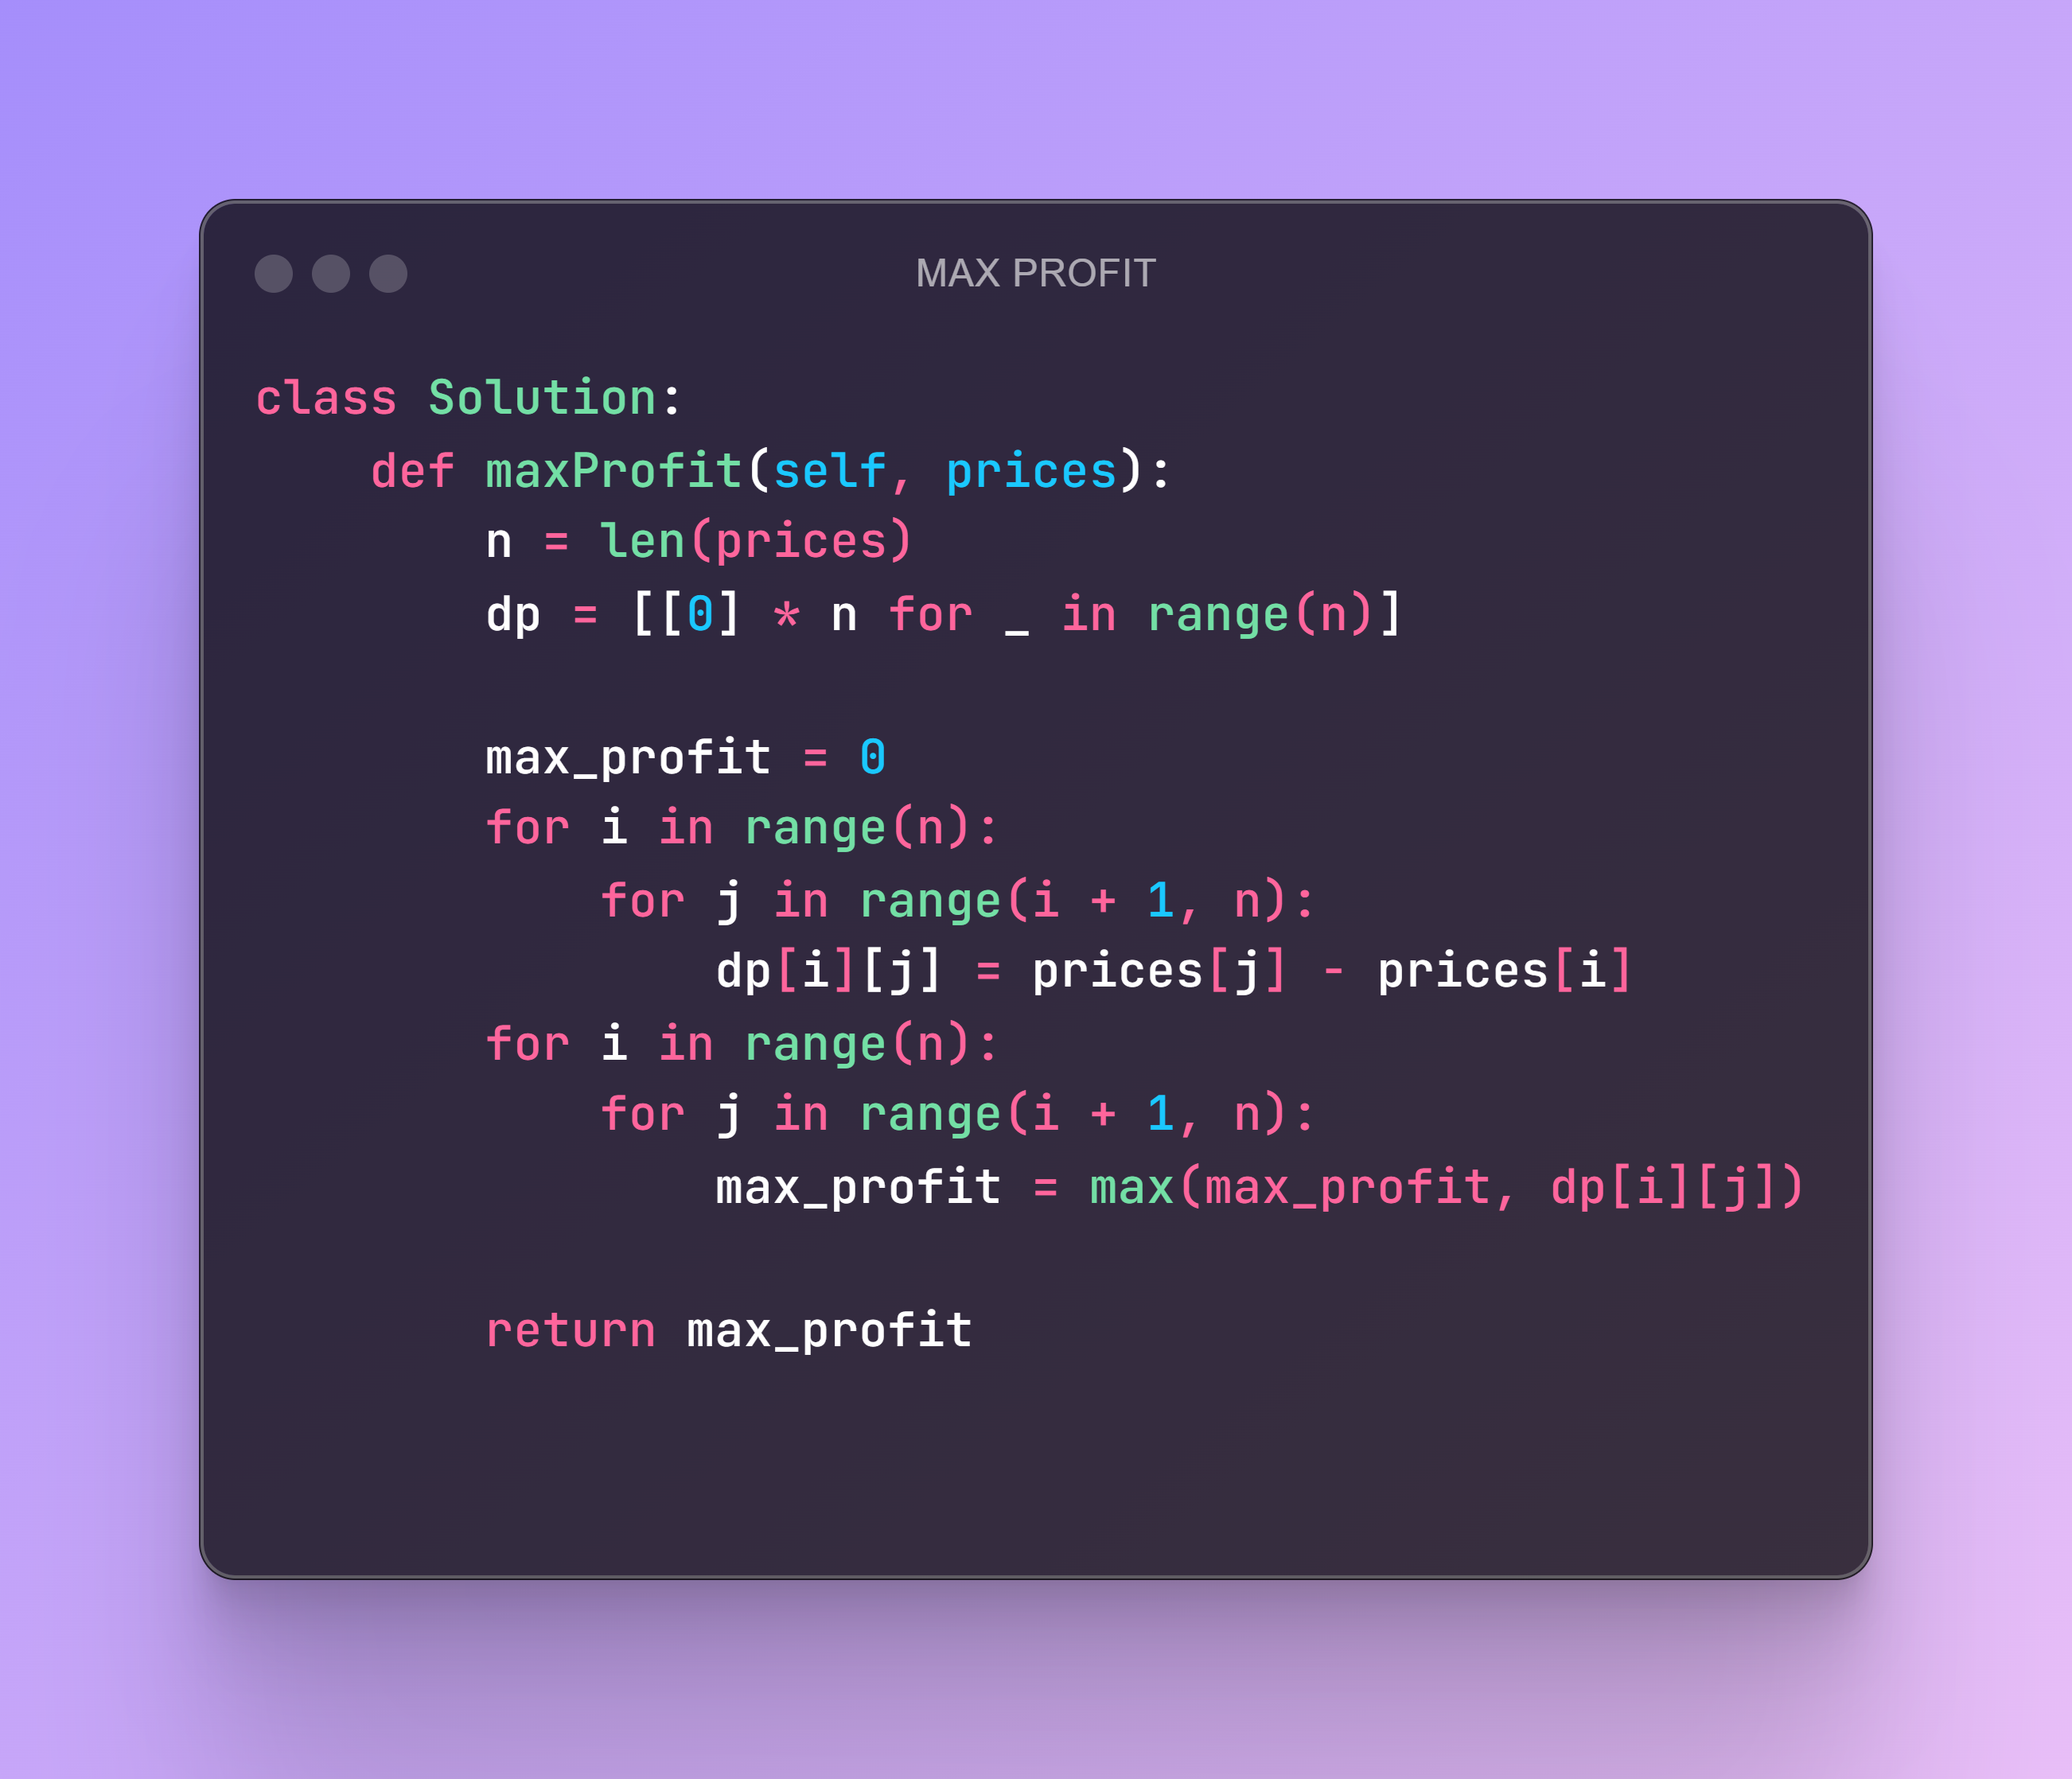 MAX PROFIT
class Solution:
    def maxProfit(self, prices):
        n = len(prices)
        dp = [[0] * n for _ in range(n)]

        max_profit = 0
        for i in range(n):
            for j in range(i + 1, n):
                dp[i][j] = prices[j] - prices[i]
        for i in range(n):
            for j in range(i + 1, n):
                max_profit = max(max_profit, dp[i][j])

        return max_profit